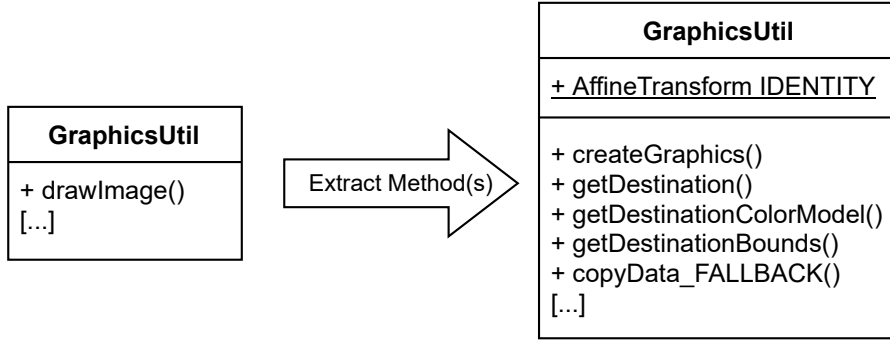 GraphicsUtil
+ drawImage()
[...]
Extract Method(s)
GraphicsUtil
+ AffineTransform IDENTITY
+ createGraphics()
+ getDestination()
+ getDestinationColorModel()
+ getDestinationBounds()
+ copyData_FALLBACK()
[...]